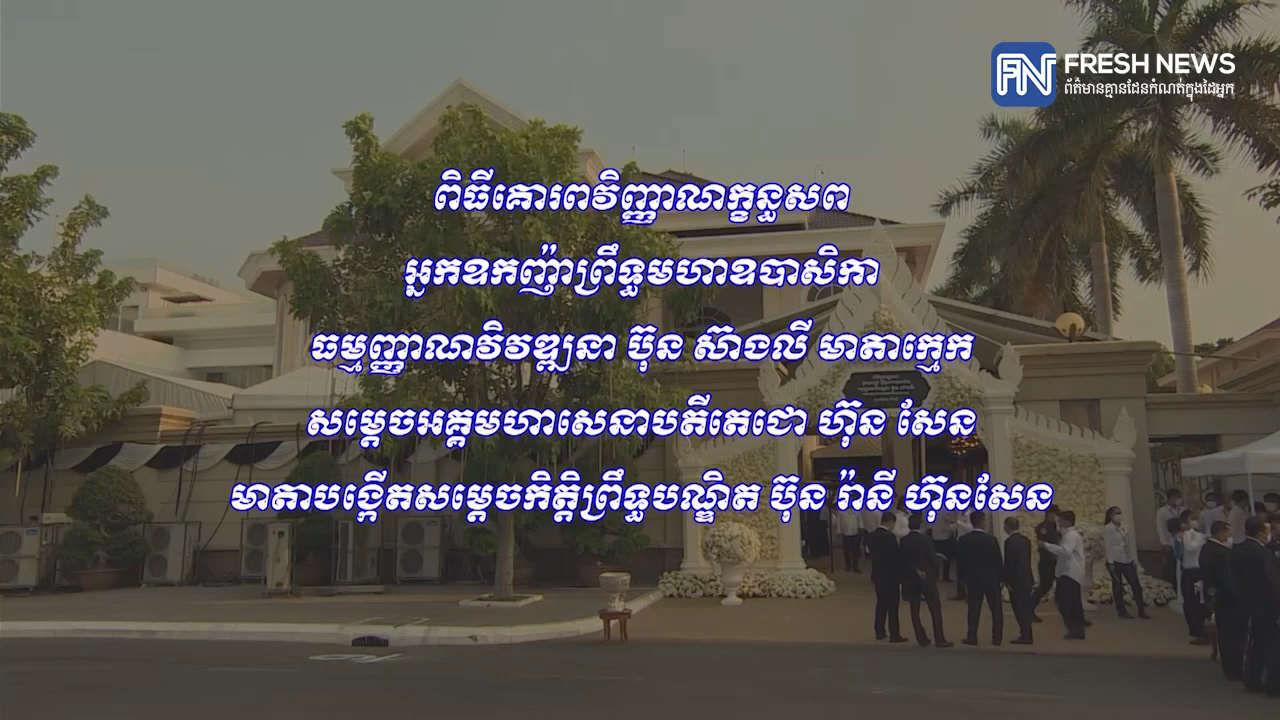 FRESH NEWS
ព័ត៌មានគ្មានដែនកំណត់ក្នុងដៃអ្នក
ពិធីគោរពវិញ្ញាណក្ខន្ធសព
អ្នកឧកញ៉ាព្រឹទ្ធមហាឧបាសិកា
ធម្មញ្ញាណវិវឌ្ឍនា ប៊ុន ស៊ាងលី មាតាក្មេក
សម្តេចអគ្គមហាសេនាបតីតេជោ ហ៊ុន សែន
មាតាបង្កើតសម្តេចកិត្តិព្រឹទ្ធបណ្ឌិត ប៊ុន រ៉ានី ហ៊ុនសែន